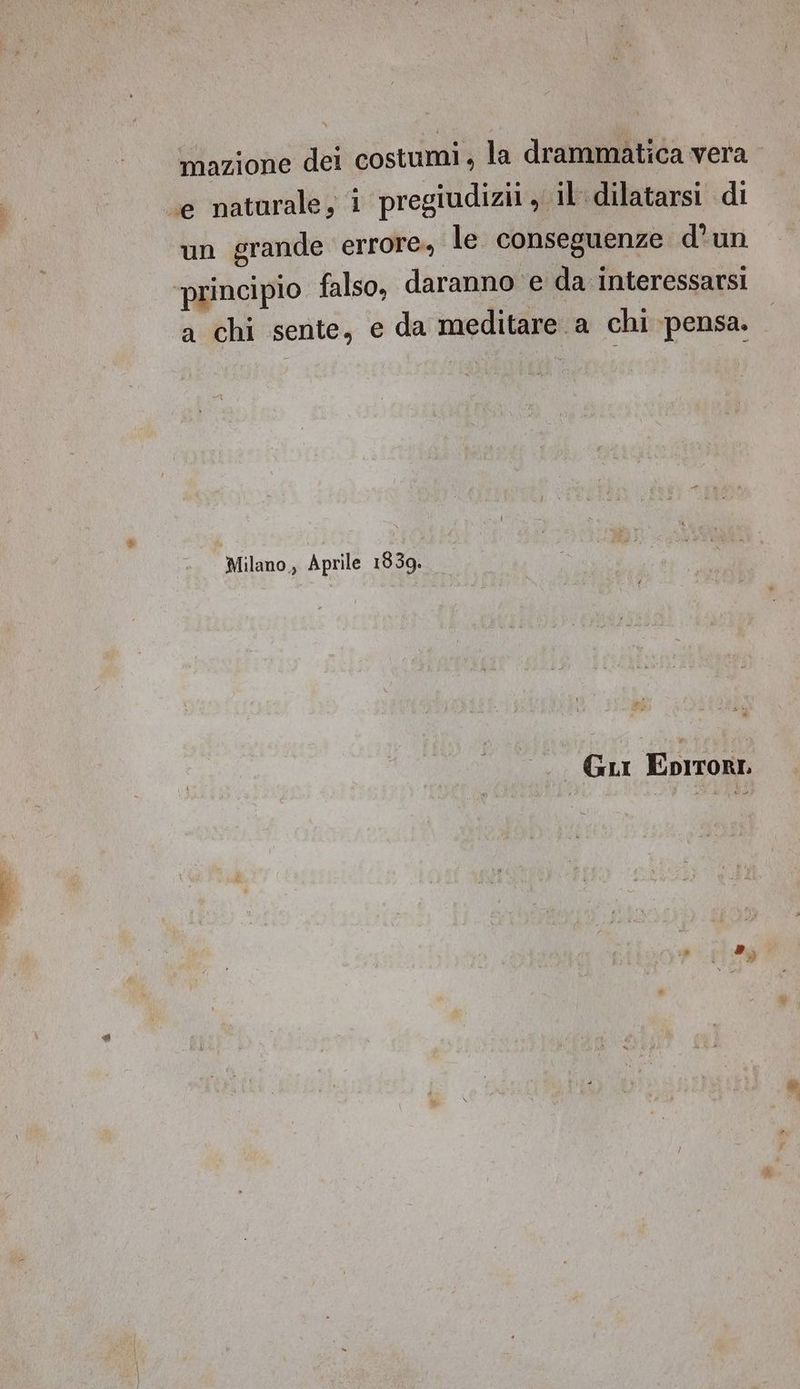 mazione dei costumi, la drammatica vera
e naturale, i pregiudizii, il dilatarsi di
un grande errore, le conseguenze d'un
principio falso, daranno e da interessarsi
a chi sente, e da meditare a chi pensa.
Milano, Aprile 1839.
GLI EDITORI.